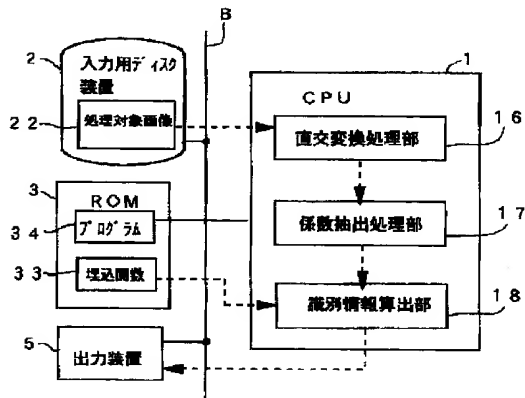 B
2
入力用ディスク
装置
22
処理対象画像
1
CPU
直交変換処理部
16
3
ROM
34
プログラム
33
埋込関数
係数抽出処理部
17
識別情報算出部
18
5
出力装置